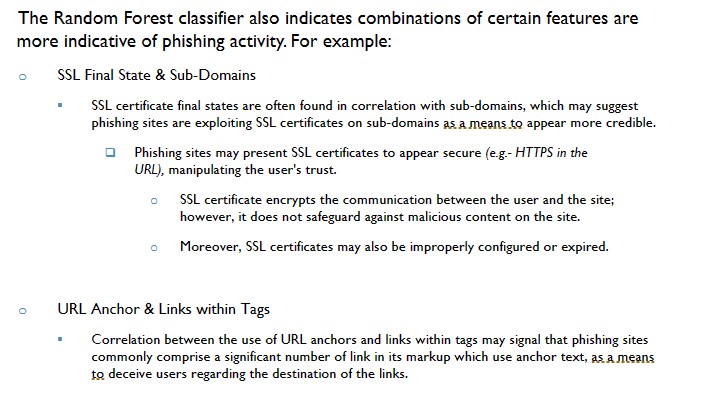 The Random Forest classifier also indicates combinations of certain features are
more indicative of phishing activity. For example:
SSL Final State & Sub-Domains
SSL certificate final states are often found in correlation with sub-domains, which may suggest
phishing sites are exploiting SSL certificates on sub-domains as a means to appear more credible.
Phishing sites may present SSL certificates to appear secure (e.g.- HTTPS in the
URL), manipulating the user's trust.
SSL certificate encrypts the communication between the user and the site;
however, it does not safeguard against malicious content on the site.
Moreover, SSL certificates may also be improperly configured or expired.
URL Anchor & Links within Tags
Correlation between the use of URL anchors and links within tags may signal that phishing sites
commonly comprise a significant number of link in its markup which use anchor text, as a means
to deceive users regarding the destination of the links.